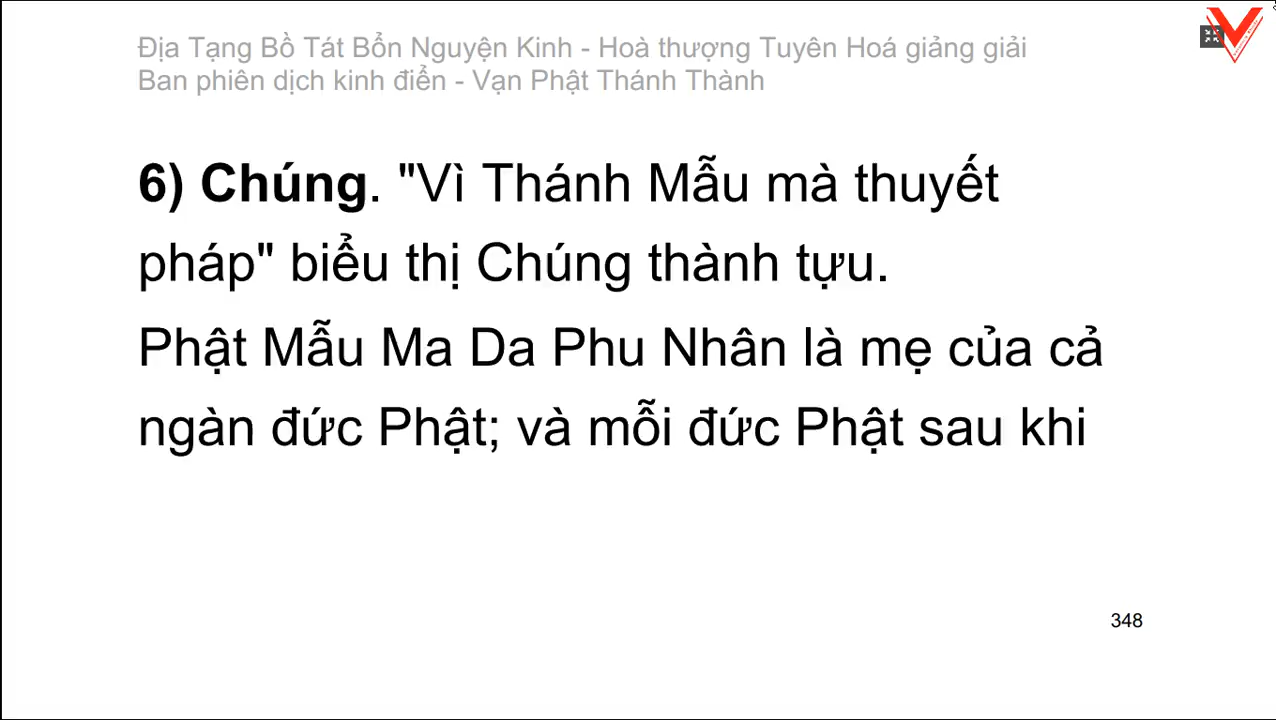 Địa Tạng Bồ Tát Bổn Nguyện Kinh - Hoà thượng Tuyên Hoá giảng giải
Ban phiên dịch kinh điển - Vạn Phật Thánh Thành
6) Chúng. "Vì Thánh Mẫu mà thuyết
pháp" biểu thị Chúng thành tựu.
Phật Mẫu Ma Da Phu Nhân là mẹ của cả
ngàn đức Phật; và mỗi đức Phật sau khi
348